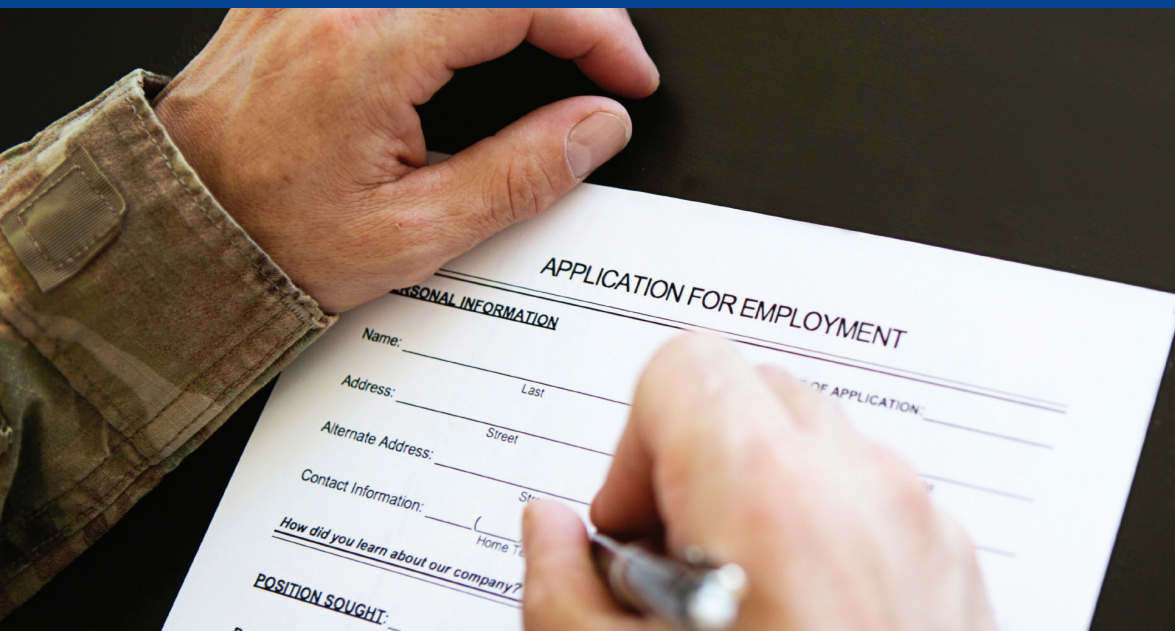 APPLICATION FOR EMPLOYMENT
PERSONAL INFORMATION
OF APPLICATION:
Name:
Last
Address:
Street
Alternate Address:
Contact Information:
(
Home
How did you learn about our company?
POSITION SOUGHT: